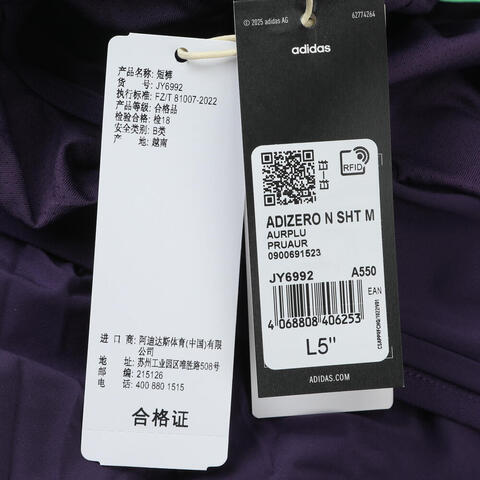 产品名称: 短裤
货 号: JY6992
执行标准: FZ/T 81007-2022
产品等级: 合格品
检验合格: 检18
安全类别: B类
产 地: 越南
进 口 商: 阿迪达斯体育(中国)有限公司
地 址: 苏州工业园区唯胜路508号
邮 编: 215126
电 话: 400 880 1515
合格证
© 2025 adidas AG
62774264
adidas
RFID
ADIZERO N SHT M
AURPLU
PRUAUR
0900691523
JY6992 A550
EAN
4 068808 406253
L5"
ADIDAS.COM